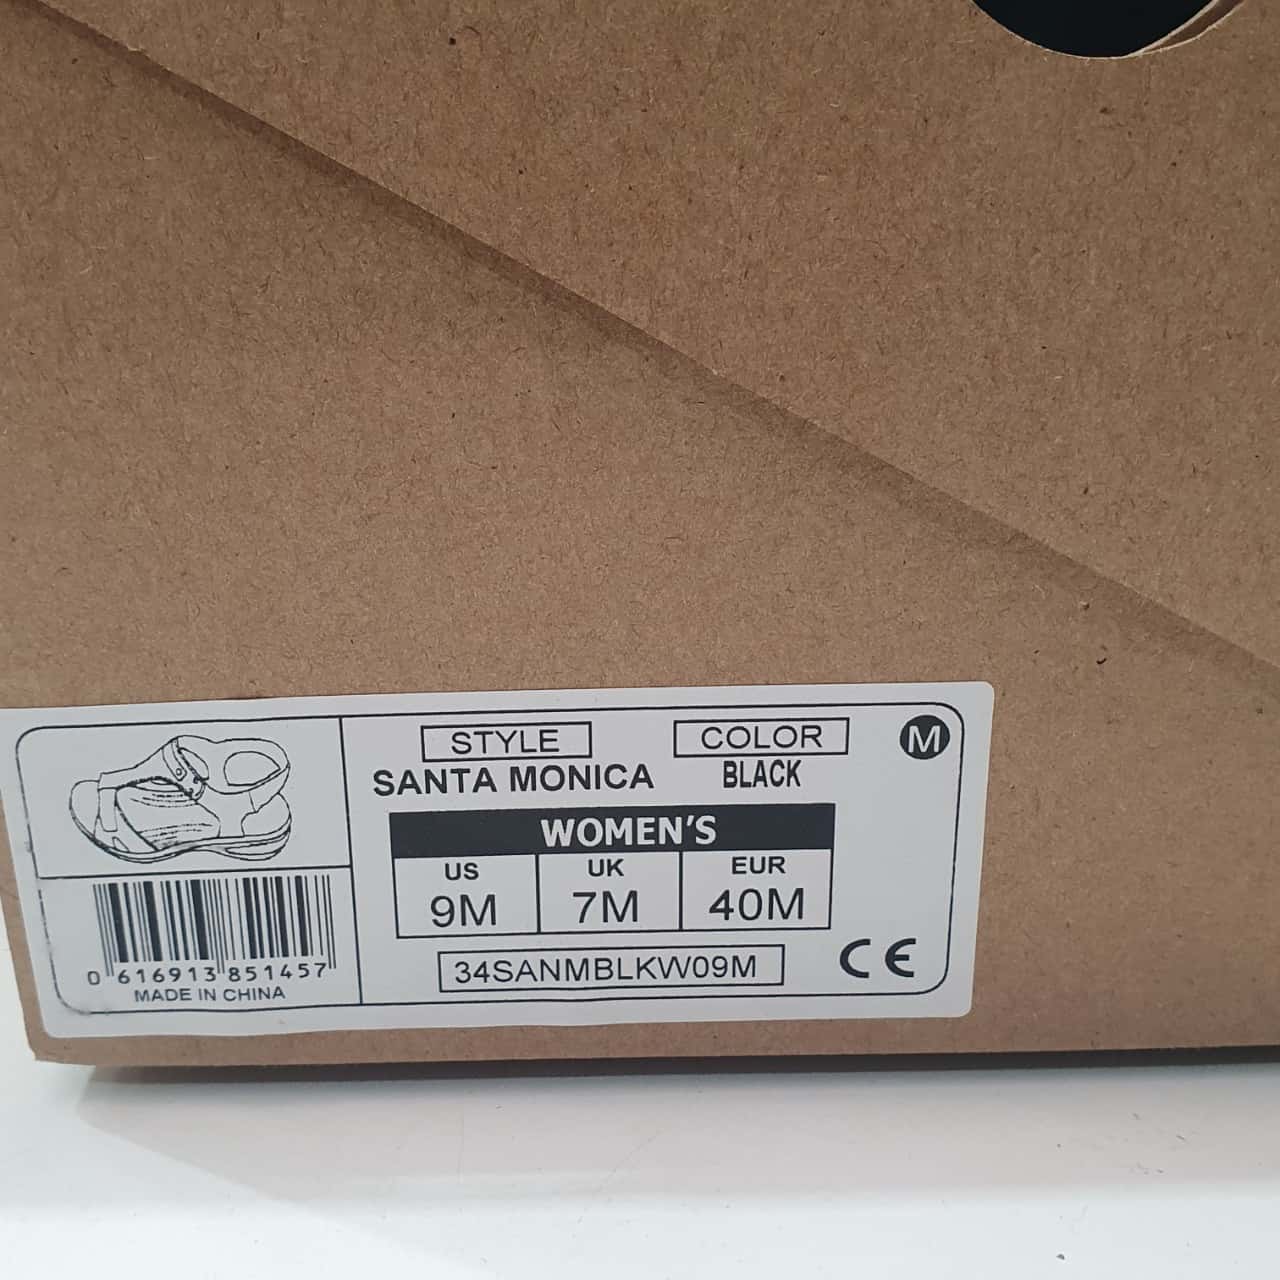 STYLE COLOR M
SANTA MONICA BLACK
WOMEN'S
US UK EUR
9M 7M 40M
34SANMBLKW09M CE
0 616913 851457
MADE IN CHINA